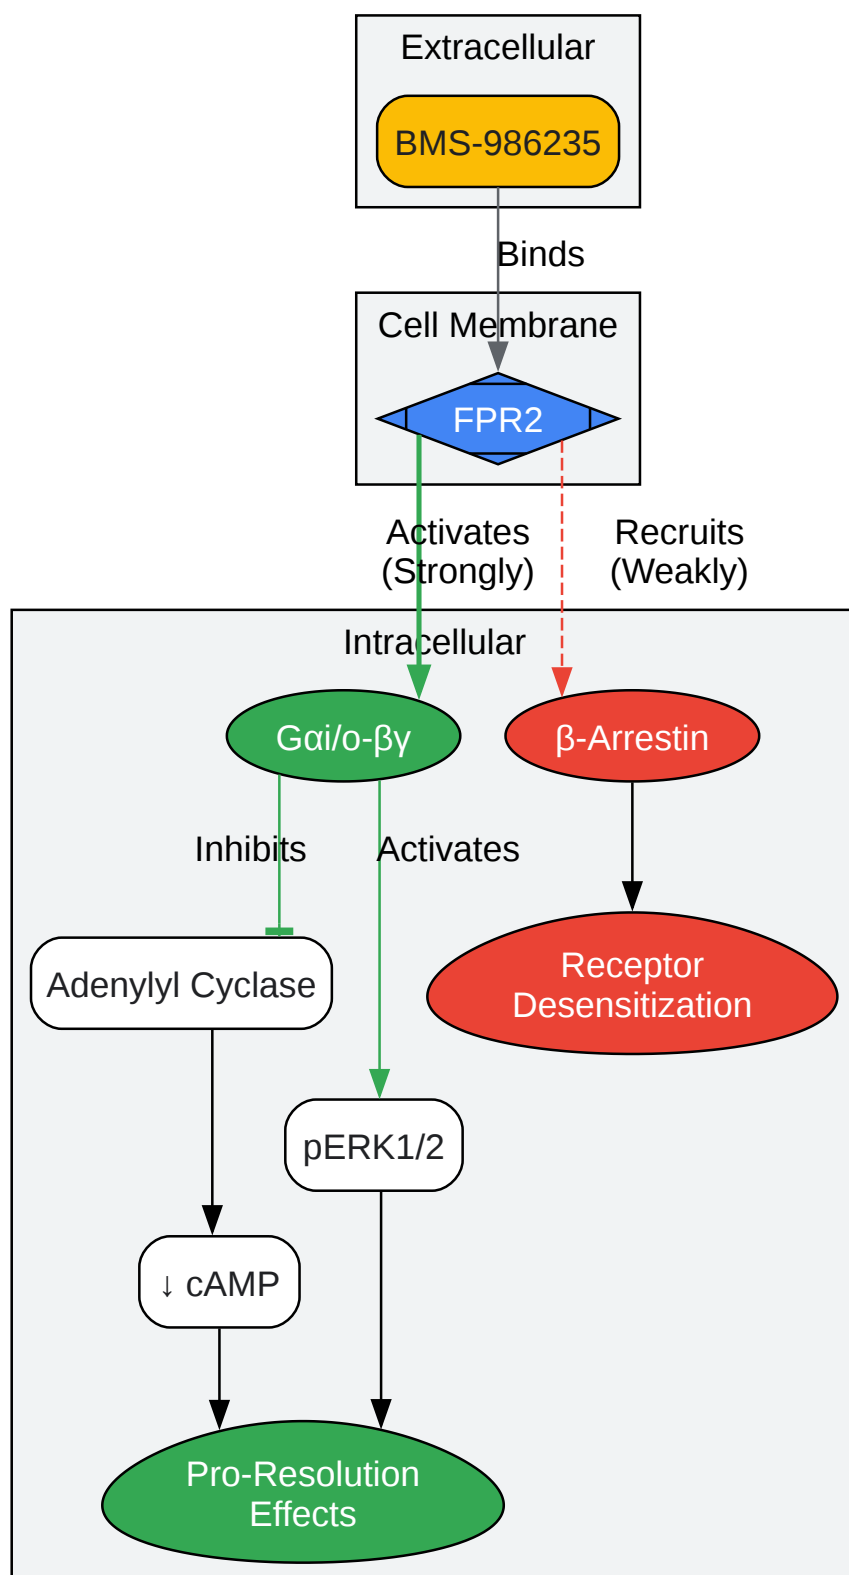 Extracellular
BMS-986235
Binds
Cell Membrane
FPR2
Activates
(Strongly)
Recruits
(Weakly)
Intracellular
Gαi/o-βγ
β-Arrestin
Inhibits
Activates
Adenylyl Cyclase
Receptor
Desensitization
pERK1/2
↓ cAMP
Pro-Resolution
Effects